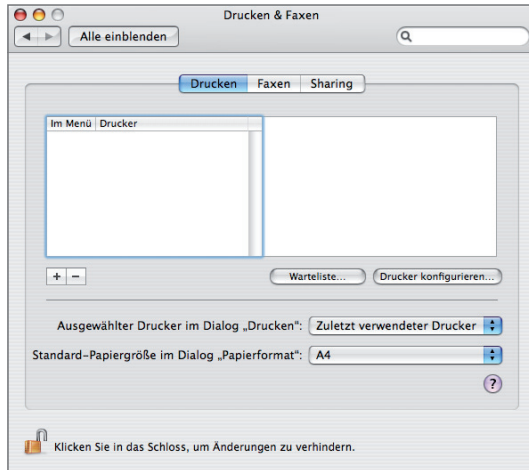 Drucken & Faxen
Alle einblenden
Drucken Faxen Sharing
Im Menü Drucker
+ −
Warteliste... Drucker konfigurieren...
Ausgewählter Drucker im Dialog „Drucken“: Zuletzt verwendeter Drucker
Standard-Papiergröße im Dialog „Papierformat“: A4
?
Klicken Sie in das Schloss, um Änderungen zu verhindern.